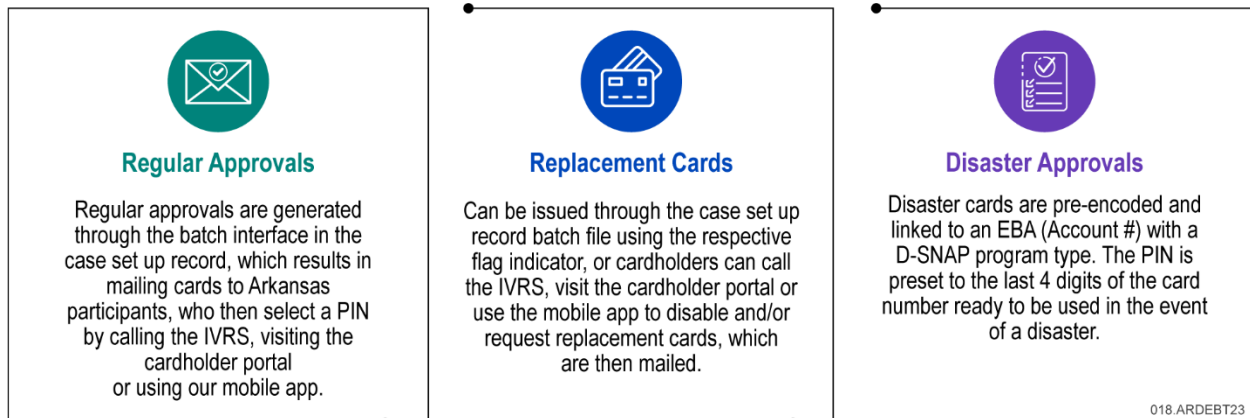 Regular Approvals
Regular approvals are generated
through the batch interface in the
case set up record, which results in
mailing cards to Arkansas
participants, who then select a PIN
by calling the IVRS, visiting the
cardholder portal
or using our mobile app.
Replacement Cards
Can be issued through the case set up
record batch file using the respective
flag indicator, or cardholders can call
the IVRS, visit the cardholder portal or
use the mobile app to disable and/or
request replacement cards, which
are then mailed.
Disaster Approvals
Disaster cards are pre-encoded and
linked to an EBA (Account #) with a
D-SNAP program type. The PIN is
preset to the last 4 digits of the card
number ready to be used in the event
of a disaster.
018.ARDEBT23